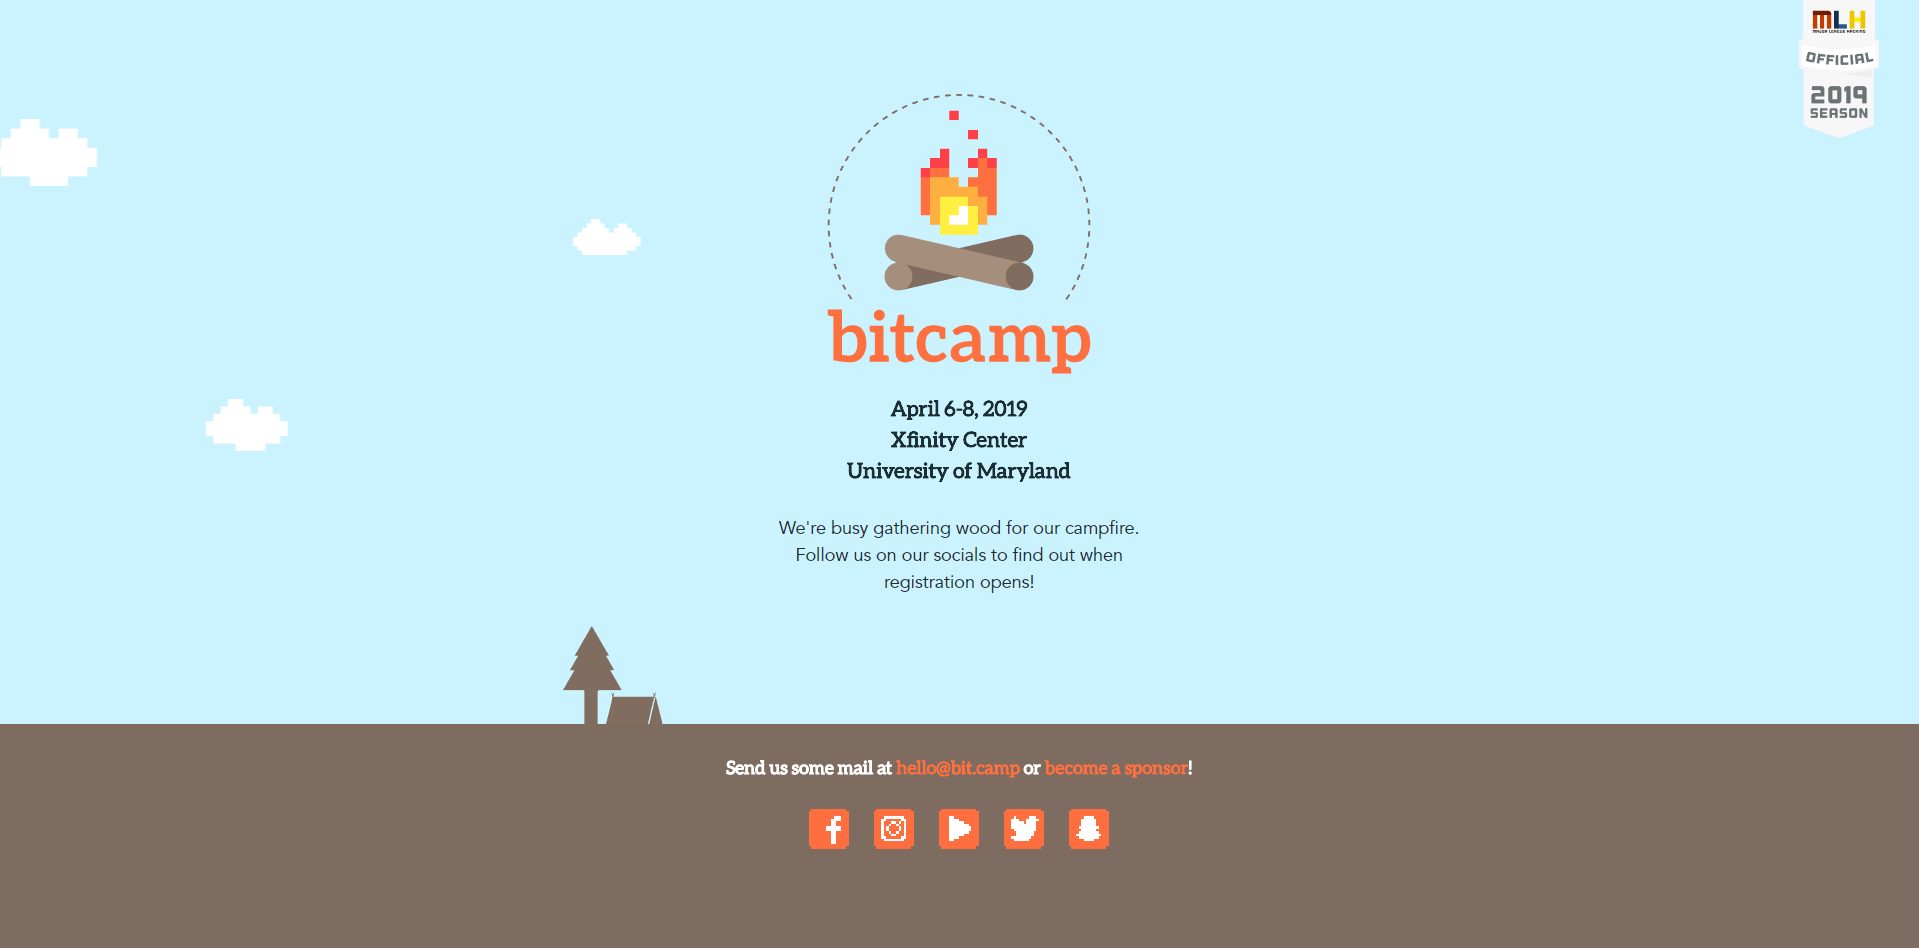 MLH
MAJOR LEAGUE HACKING
OFFICIAL
2019
SEASON
bitcamp
April 6-8, 2019
Xfinity Center
University of Maryland
We're busy gathering wood for our campfire.
Follow us on our socials to find out when
registration opens!
Send us some mail at hello@bit.camp or become a sponsor!